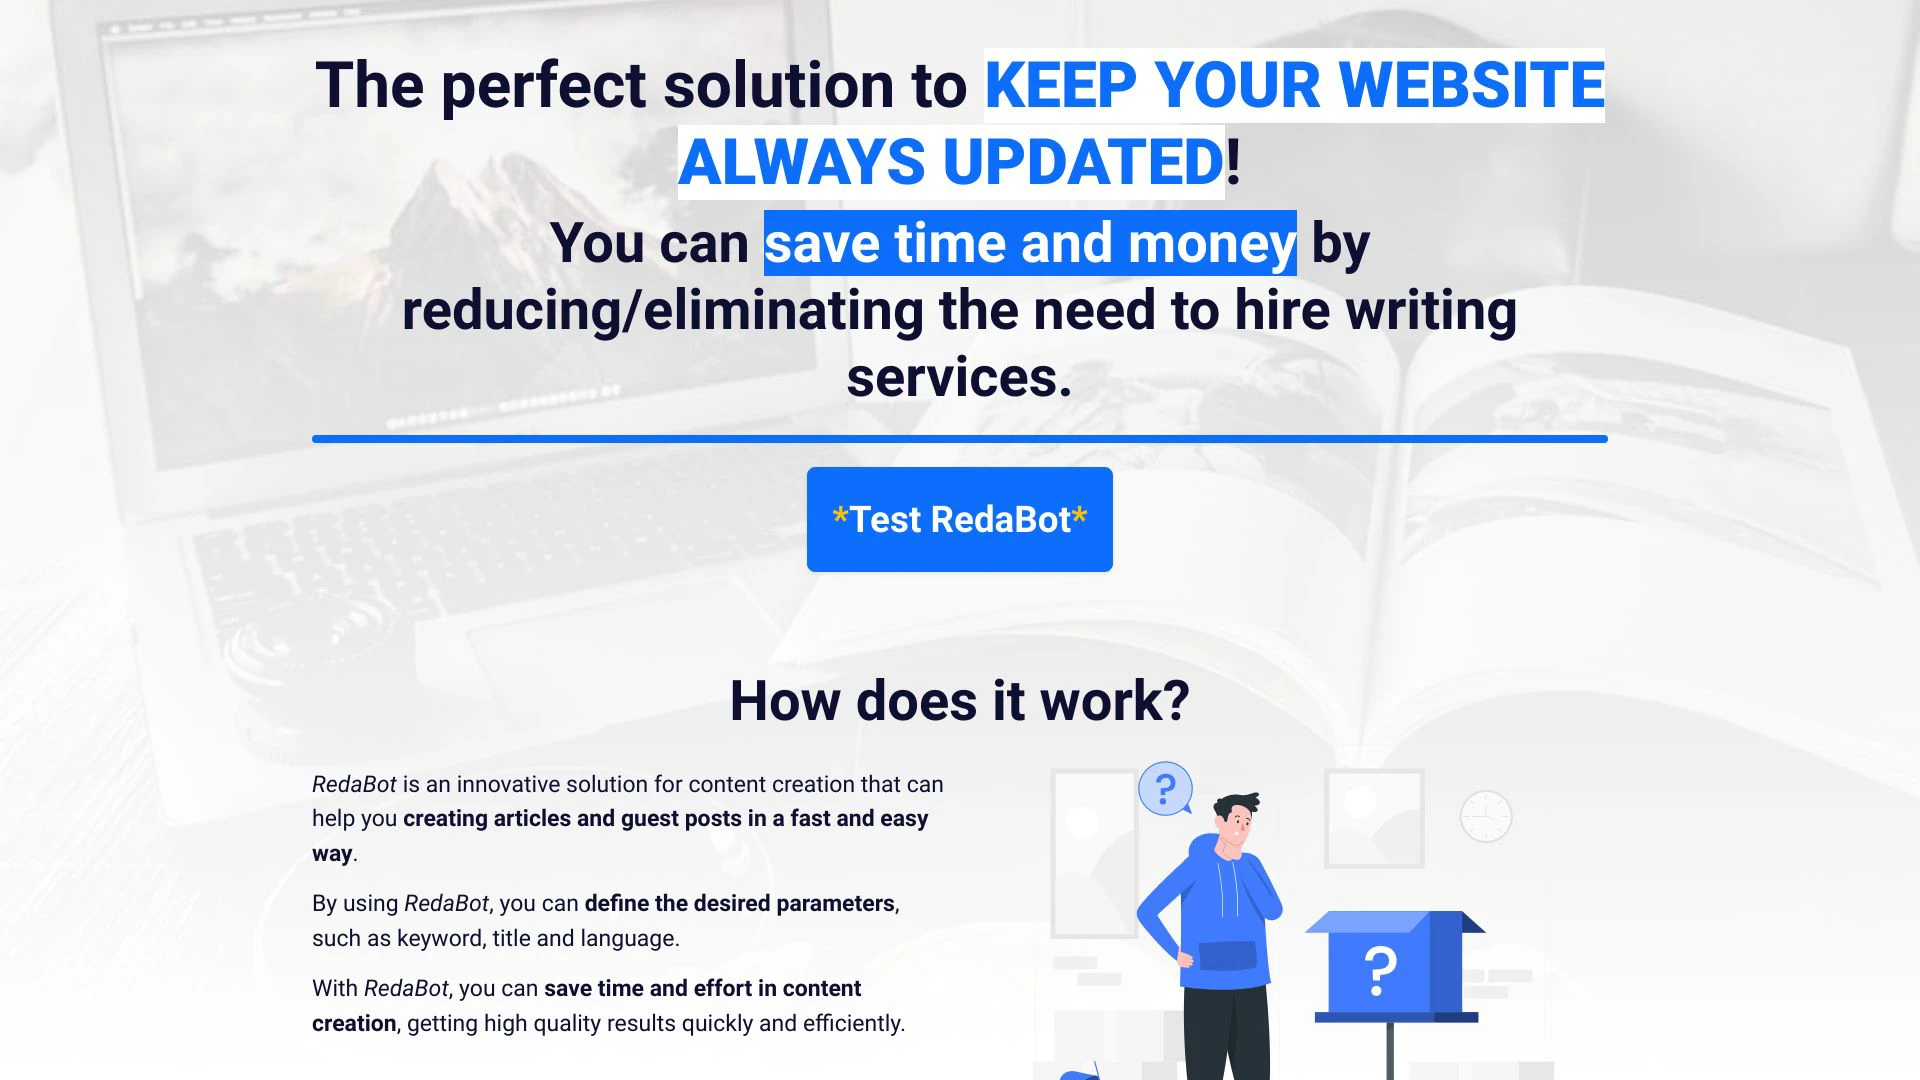 The perfect solution to KEEP YOUR WEBSITE
ALWAYS UPDATED!
You can save time and money by
reducing/eliminating the need to hire writing
services.
*Test RedaBot*
How does it work?
RedaBot is an innovative solution for content creation that can
help you creating articles and guest posts in a fast and easy
way.
?
By using RedaBot, you can define the desired parameters,
such as keyword, title and language.
?
With RedaBot, you can save time and effort in content
creation, getting high quality results quickly and efficiently.